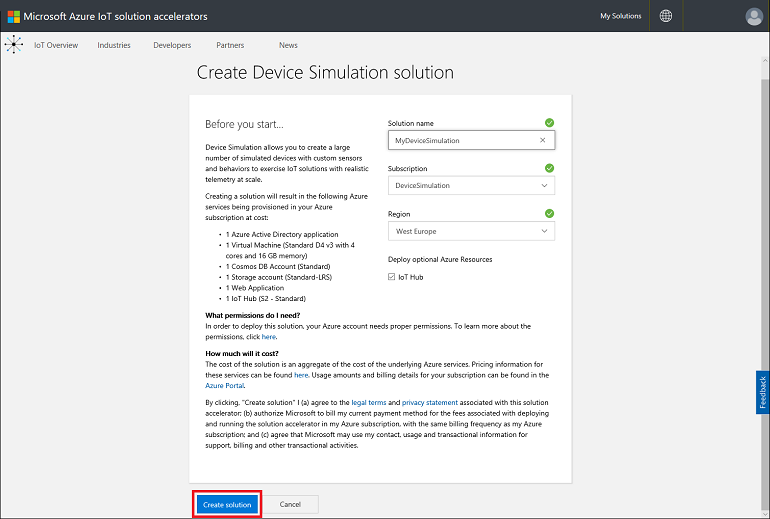 Microsoft Azure IoT solution accelerators
My Solutions
IoT Overview Industries Developers Partners News
Create Device Simulation solution
Before you start...
Device Simulation allows you to create a large
number of simulated devices with custom sensors
and behaviors to exercise IoT solutions with realistic
telemetry at scale.
Creating a solution will result in the following Azure
services being provisioned in your Azure
subscription at cost:
• 1 Azure Active Directory application
• 1 Virtual Machine (Standard D4 v3 with 4
cores and 16 GB memory)
• 1 Cosmos DB Account (Standard)
• 1 Storage account (Standard-LRS)
• 1 Web Application
• 1 IoT Hub (S2 - Standard)
Solution name
MyDeviceSimulation
Subscription
DeviceSimulation
Region
West Europe
Deploy optional Azure Resources
IoT Hub
What permissions do I need?
In order to deploy this solution, your Azure account needs proper permissions. To learn more about the
permissions, click here.
How much will it cost?
The cost of the solution is an aggregate of the cost of the underlying Azure services. Pricing information for
these services can be found here. Usage amounts and billing details for your subscription can be found in the
Azure Portal.
By clicking, "Create solution" I (a) agree to the legal terms and privacy statement associated with this solution
accelerator; (b) authorize Microsoft to bill my current payment method for the fees associated with deploying
and running the solution accelerator in my Azure subscription, with the same billing frequency as my Azure
subscription; and (c) agree that Microsoft may use my contact, usage and transactional information for
support, billing and other transactional activities.
Feedback
Create solution Cancel